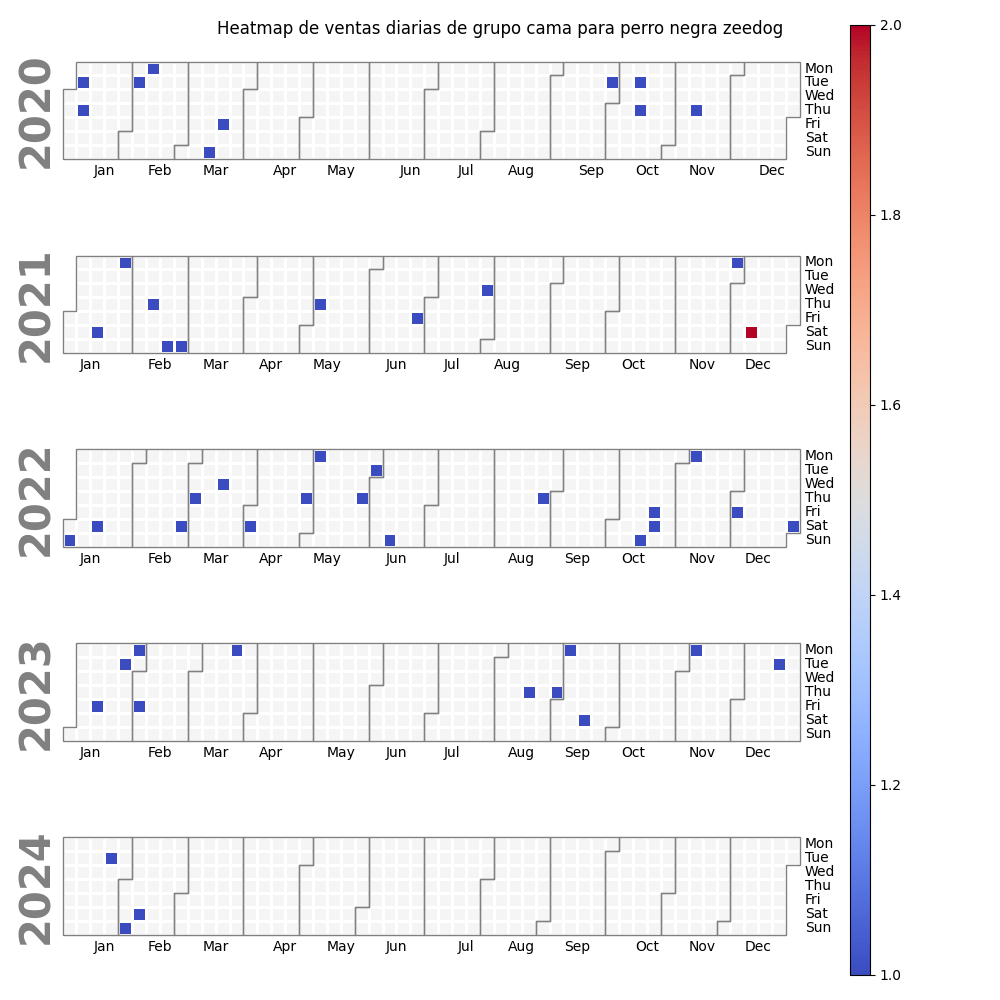 Heatmap de ventas diarias de grupo cama para perro negra zeedog
2020
Mon
Tue
Wed
Thu
Fri
Sat
Sun
Jan Feb Mar Apr May Jun Jul Aug Sep Oct Nov Dec
2021
Mon
Tue
Wed
Thu
Fri
Sat
Sun
Jan Feb Mar Apr May Jun Jul Aug Sep Oct Nov Dec
2022
Mon
Tue
Wed
Thu
Fri
Sat
Sun
Jan Feb Mar Apr May Jun Jul Aug Sep Oct Nov Dec
2023
Mon
Tue
Wed
Thu
Fri
Sat
Sun
Jan Feb Mar Apr May Jun Jul Aug Sep Oct Nov Dec
2024
Mon
Tue
Wed
Thu
Fri
Sat
Sun
Jan Feb Mar Apr May Jun Jul Aug Sep Oct Nov Dec
2.0
1.8
1.6
1.4
1.2
1.0